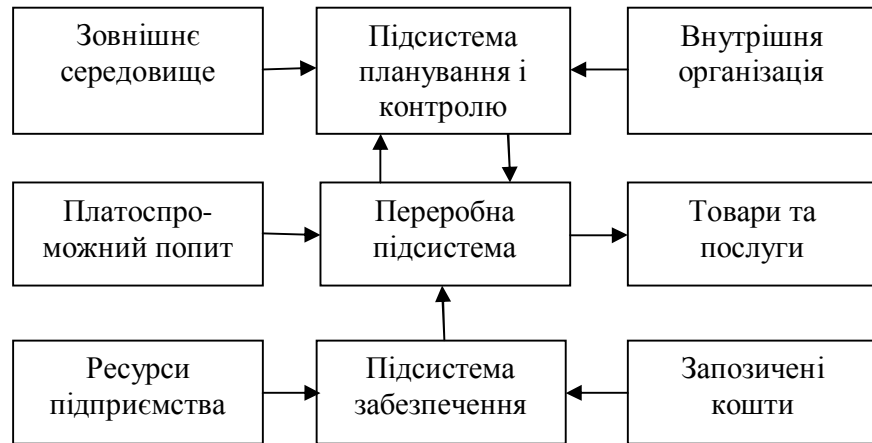 Зовнішнє
середовище
Підсистема
планування і
контролю
Внутрішня
організація
Платоспро-
можний попит
Переробна
підсистема
Товари та
послуги
Ресурси
підприємства
Підсистема
забезпечення
Запозичені
кошти